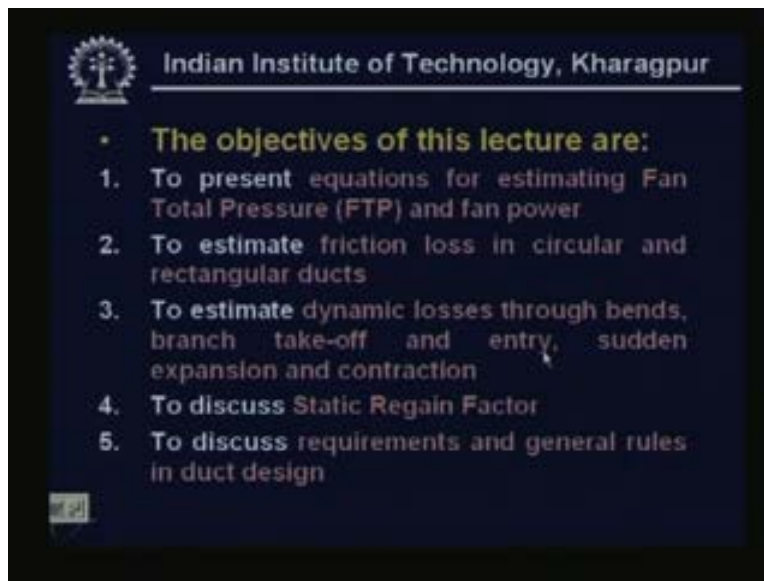 Indian Institute of Technology, Kharagpur
• The objectives of this lecture are:
1. To present equations for estimating Fan
Total Pressure (FTP) and fan power
2. To estimate friction loss in circular and
rectangular ducts
3. To estimate dynamic losses through bends,
branch take-off and entry, sudden
expansion and contraction
4. To discuss Static Regain Factor
5. To discuss requirements and general rules
in duct design